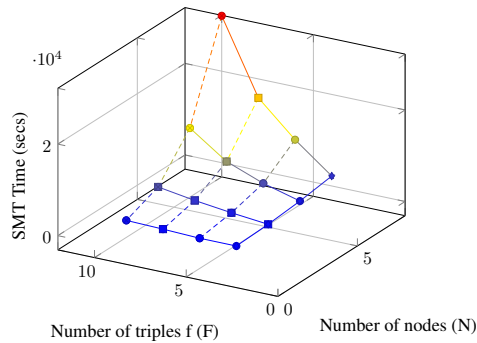 ·10⁴
SMT Time (secs)
2
0
10
5
0
0
5
Number of triples f (F)
Number of nodes (N)